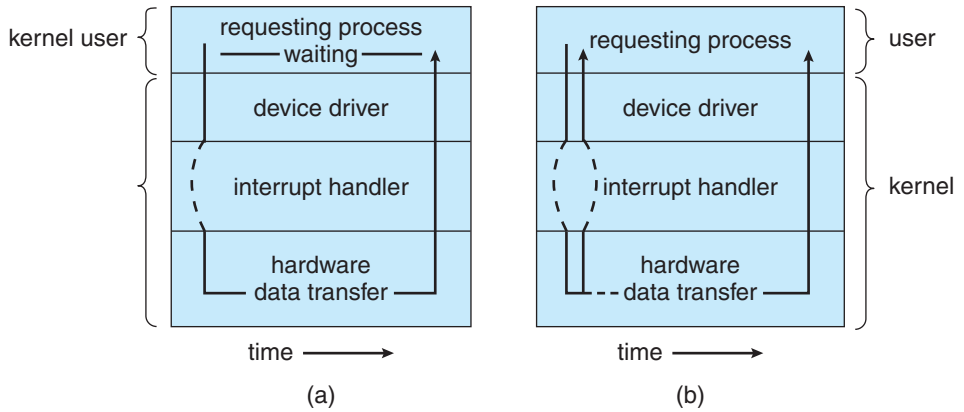 kernel user
requesting process
waiting
device driver
interrupt handler
hardware
data transfer
time
(a)
requesting process
user
device driver
interrupt handler
kernel
hardware
data transfer
time
(b)